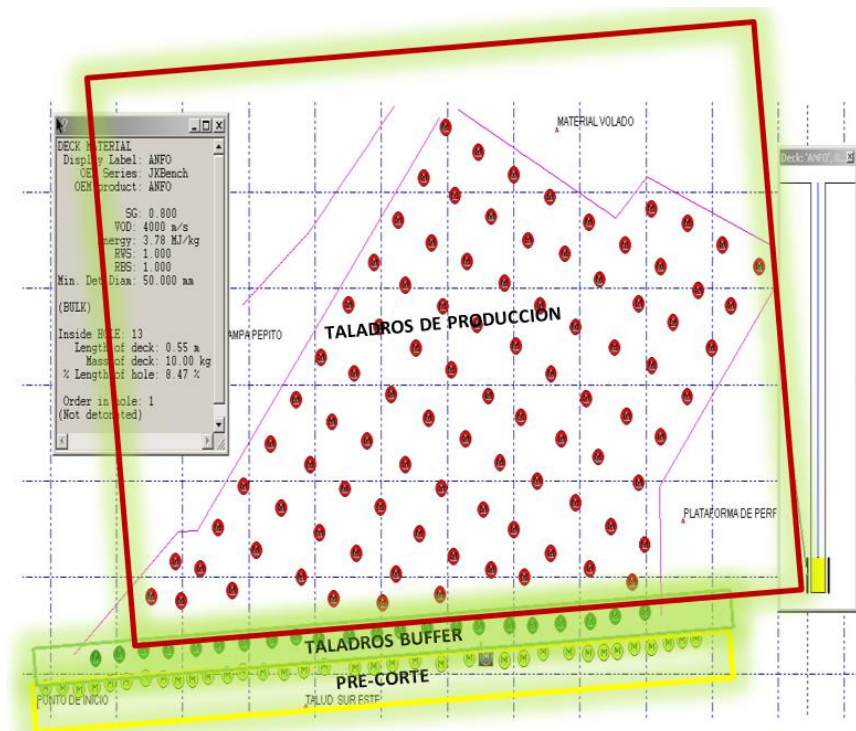 MATERIAL VOLADO
DECK MATERIAL
Display Label: ANFO
OEM Series: JKBench
OEM product: ANFO
SG: 0.800
VOD: 4000 m/s
Energy: 3.78 MJ/kg
RWS: 1.000
RBS: 1.000
Min. Det Diam: 50.000 mm
(BULK)
Inside HOLE: 13
Length of deck: 0.55 m
Mass of deck: 10.00 kg
% Length of hole: 8.47 %
Order in hole: 1
(Not detonated)
Deck: "ANFO", 0...
TALADROS DE PRODUCCIÓN
AMPA PEPITO
PLATAFORMA DE PERF
TALADROS BUFFER
PRE-CORTE
PUNTO DE INICIO
TALUD SUR ESTE